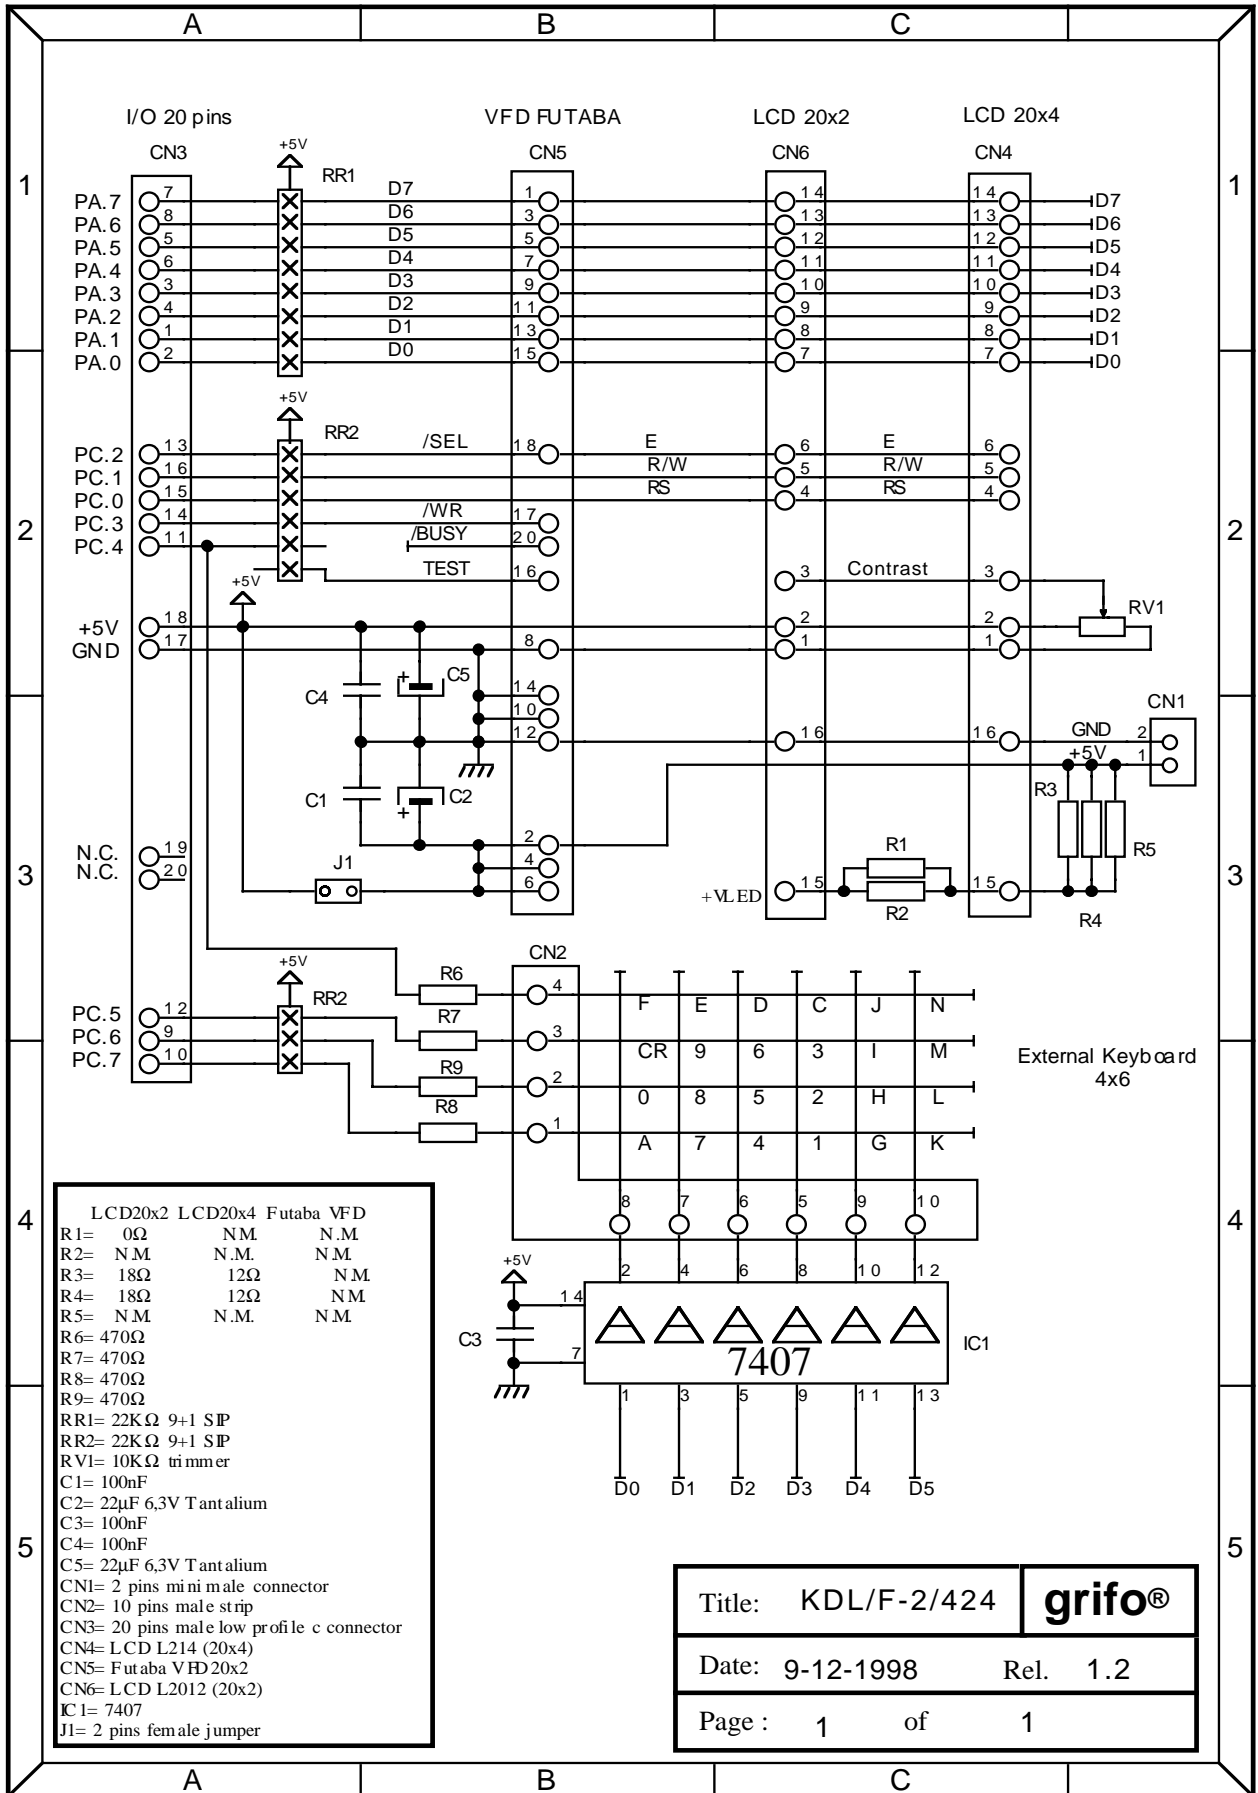 A B C
I/O 20 pins VFD FUTABA LCD 20x2 LCD 20x4
CN3 +5V CN5 CN6 CN4
1 RR1 1
PA.7 7 D7 1 14 14 D7
PA.6 8 D6 3 13 13 D6
PA.5 5 D5 5 12 12 D5
PA.4 6 D4 7 11 11 D4
PA.3 3 D3 9 10 10 D3
PA.2 4 D2 11 9 9 D2
PA.1 1 D1 13 8 8 D1
PA.0 2 D0 15 7 7 D0
+5V
RR2
PC.2 13 /SEL 18 E 6 E 6
PC.1 16 R/W 5 R/W 5
PC.0 15 RS 4 RS 4
PC.3 14 /WR 17
2 PC.4 11 /BUSY 20 2
TEST 16 3 Contrast 3
+5V
RV1
+5V 18 2 2
GND 17 8 1 1
C4 + C5 14
10 CN1
12 16 16 GND 2
+5V 1
C1 + C2 R3
N.C. 19 2 R1 R5
N.C. 20 J1 4
3 6 +VLED 15 R2 15 R4 3
CN2
+5V R6 4 F E D C J N
RR2
PC.5 12 R7 3 CR 9 6 3 I M
PC.6 9 R9 2 0 8 5 2 H L
PC.7 10 R8 1 A 7 4 1 G K
External Keyboard
4x6
4 8 7 6 5 9 10 4
+5V 2 4 6 8 10 12
14
C3 7 7407 IC1
1 3 5 9 11 13
D0 D1 D2 D3 D4 D5
LCD20x2 LCD20x4 Futaba VFD
R1= 0Ω N.M. N.M.
R2= N.M. N.M. N.M.
R3= 18Ω 12Ω N.M.
R4= 18Ω 12Ω N.M.
R5= N.M. N.M. N.M.
R6= 470Ω
R7= 470Ω
R8= 470Ω
R9= 470Ω
RR1= 22KΩ 9+1 SIP
RR2= 22KΩ 9+1 SIP
RV1= 10KΩ trimmer
C1= 100nF
C2= 22µF 6,3V Tantalium
C3= 100nF
C4= 100nF
C5= 22µF 6,3V Tantalium
CN1= 2 pins mini male connector
CN2= 10 pins male strip
CN3= 20 pins male low profile c connector
CN4= LCD L214 (20x4)
CN5= Futaba VFD 20x2
CN6= LCD L2012 (20x2)
IC1= 7407
J1= 2 pins female jumper
5 5
Title: KDL/F-2/424 grifo®
Date: 9-12-1998 Rel. 1.2
Page : 1 of 1
A B C